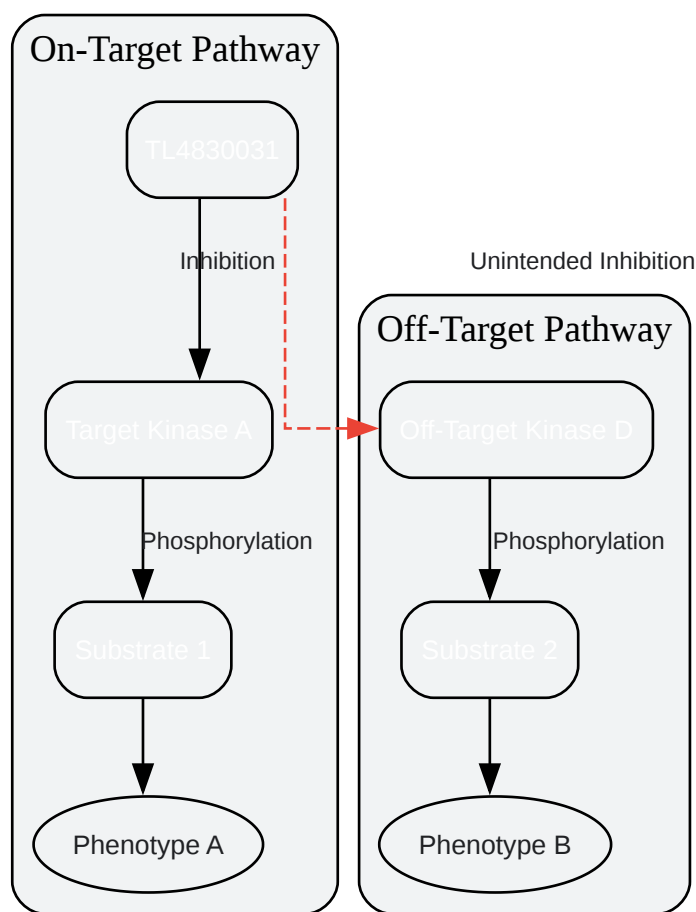 On-Target Pathway
TL4830031
Inhibition
Unintended Inhibition
Off-Target Pathway
Target Kinase A
Off-Target Kinase D
Phosphorylation
Phosphorylation
Substrate 1
Substrate 2
Phenotype A
Phenotype B